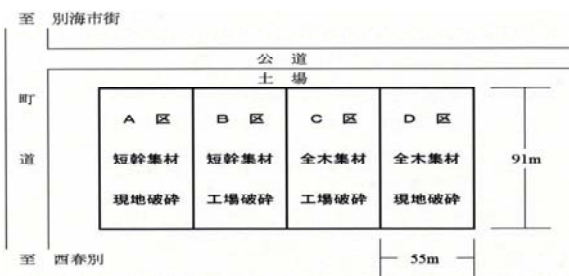 至 別海市街
公 道
土 場
町
道
A 区
短幹集材
現地破砕
B 区
短幹集材
工場破砕
C 区
全木集材
工場破砕
D 区
全木集材
現地破砕
91m
至 西春別
55m